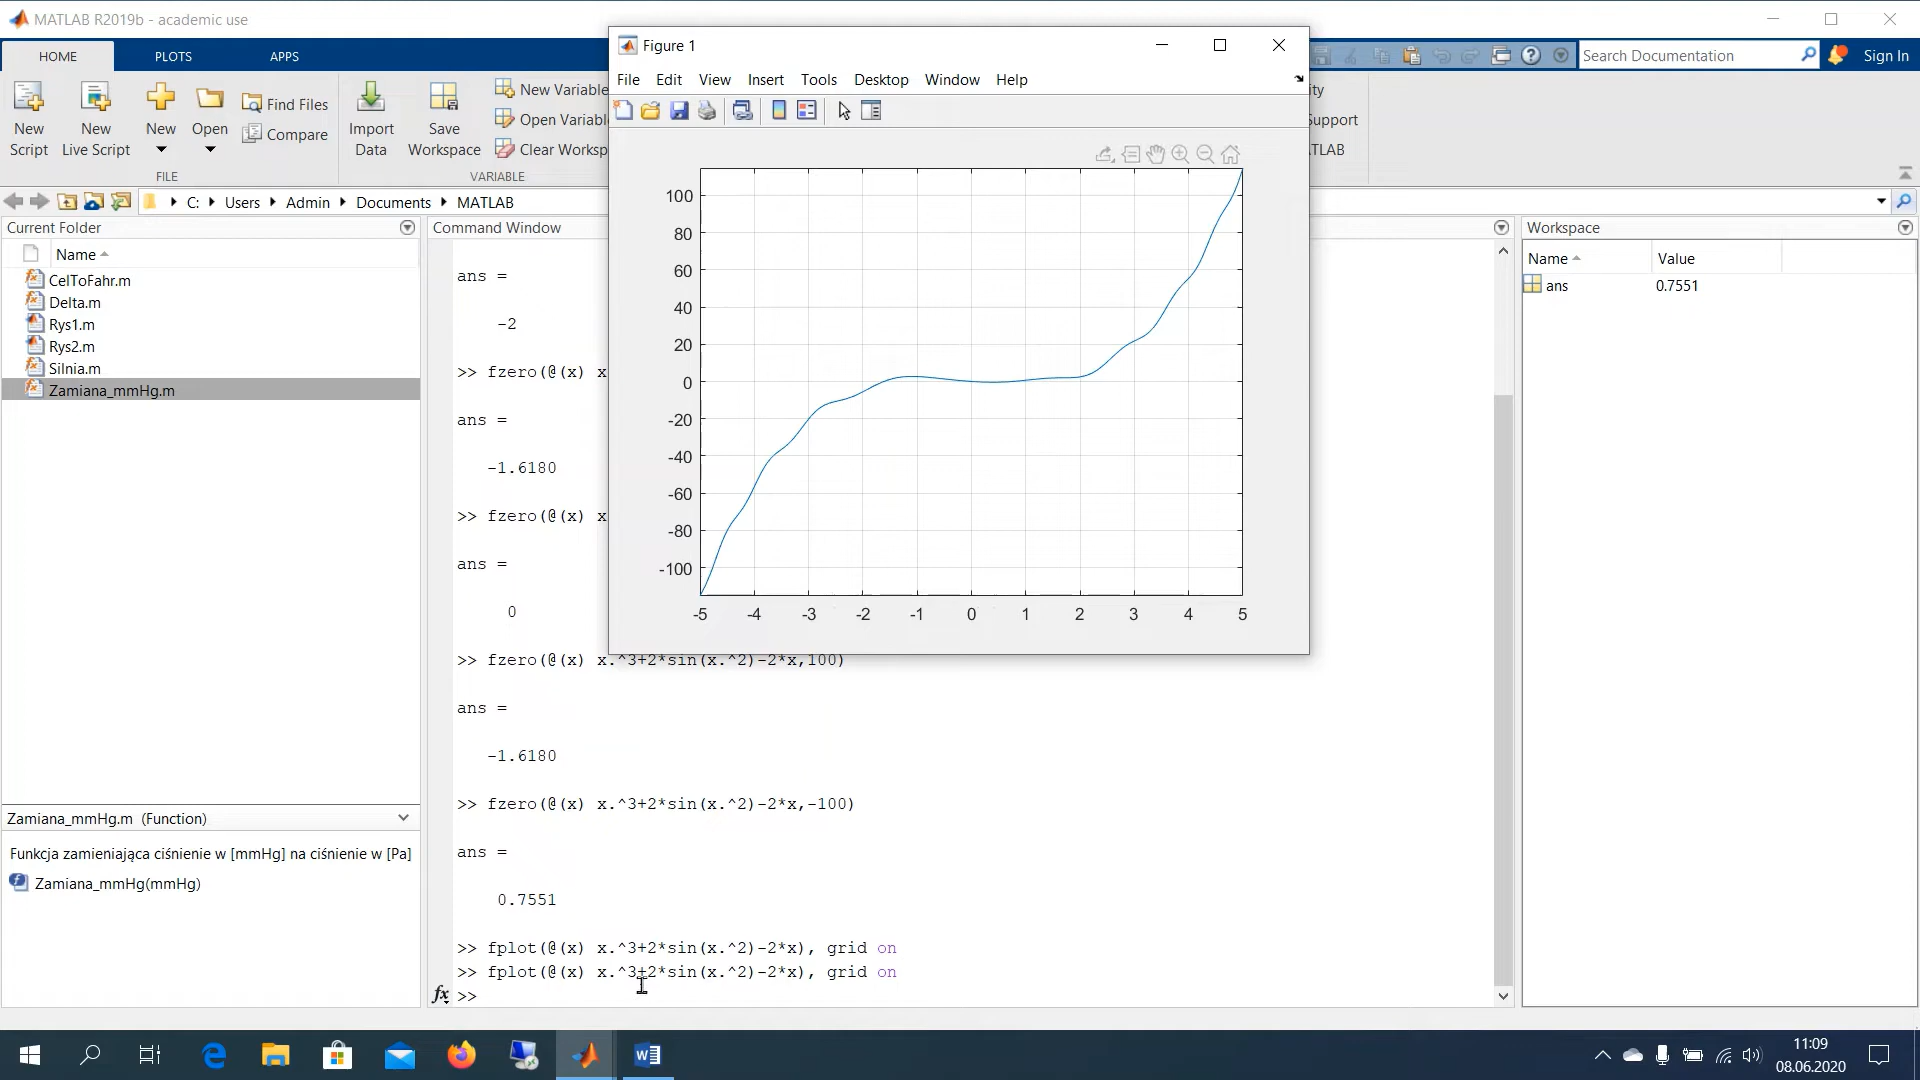 MATLAB R2019b - academic use
HOME
PLOTS
APPS
Search Documentation
Sign In
New Script
New Live Script
New
Open
Find Files
Compare
Import Data
Save Workspace
New Variable
Open Variabl
Clear Worksp
FILE
VARIABLE
ity
Support
TLAB
C:
Users
Admin
Documents
MATLAB
Current Folder
Name
CelToFahr.m
Delta.m
Rys1.m
Rys2.m
Silnia.m
Zamiana_mmHg.m
Zamiana_mmHg.m (Function)
Funkcja zamieniająca ciśnienie w [mmHg] na ciśnienie w [Pa]
Zamiana_mmHg(mmHg)
Command Window
ans =
-2
>> fzero(@(x) x
ans =
-1.6180
>> fzero(@(x) x
ans =
0
>> fzero(@(x) x.^3+2*sin(x.^2)-2*x,100)
ans =
-1.6180
>> fzero(@(x) x.^3+2*sin(x.^2)-2*x,-100)
ans =
0.7551
>> fplot(@(x) x.^3+2*sin(x.^2)-2*x), grid on
>> fplot(@(x) x.^3+2*sin(x.^2)-2*x), grid on
fx >>
Figure 1
File Edit View Insert Tools Desktop Window Help
100
80
60
40
20
0
-20
-40
-60
-80
-100
-5 -4 -3 -2 -1 0 1 2 3 4 5
Workspace
Name Value
ans 0.7551
11:09
08.06.2020